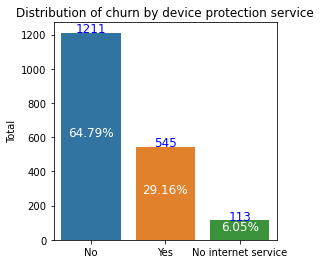 Distribution of churn by device protection service
Total
1200
1000
800
600
400
200
0
1211
64.79%
545
29.16%
113
6.05%
No
Yes
No internet service